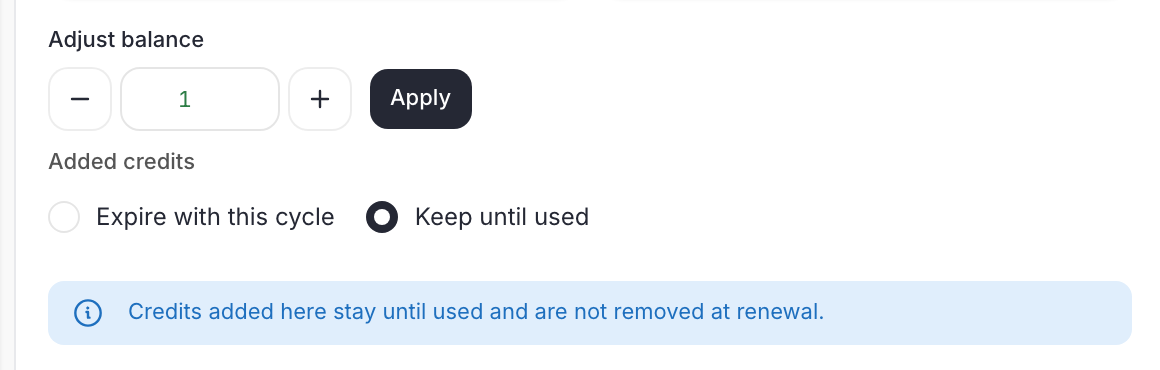 Adjust balance
− 1 + Apply
Added credits
Expire with this cycle Keep until used
Credits added here stay until used and are not removed at renewal.